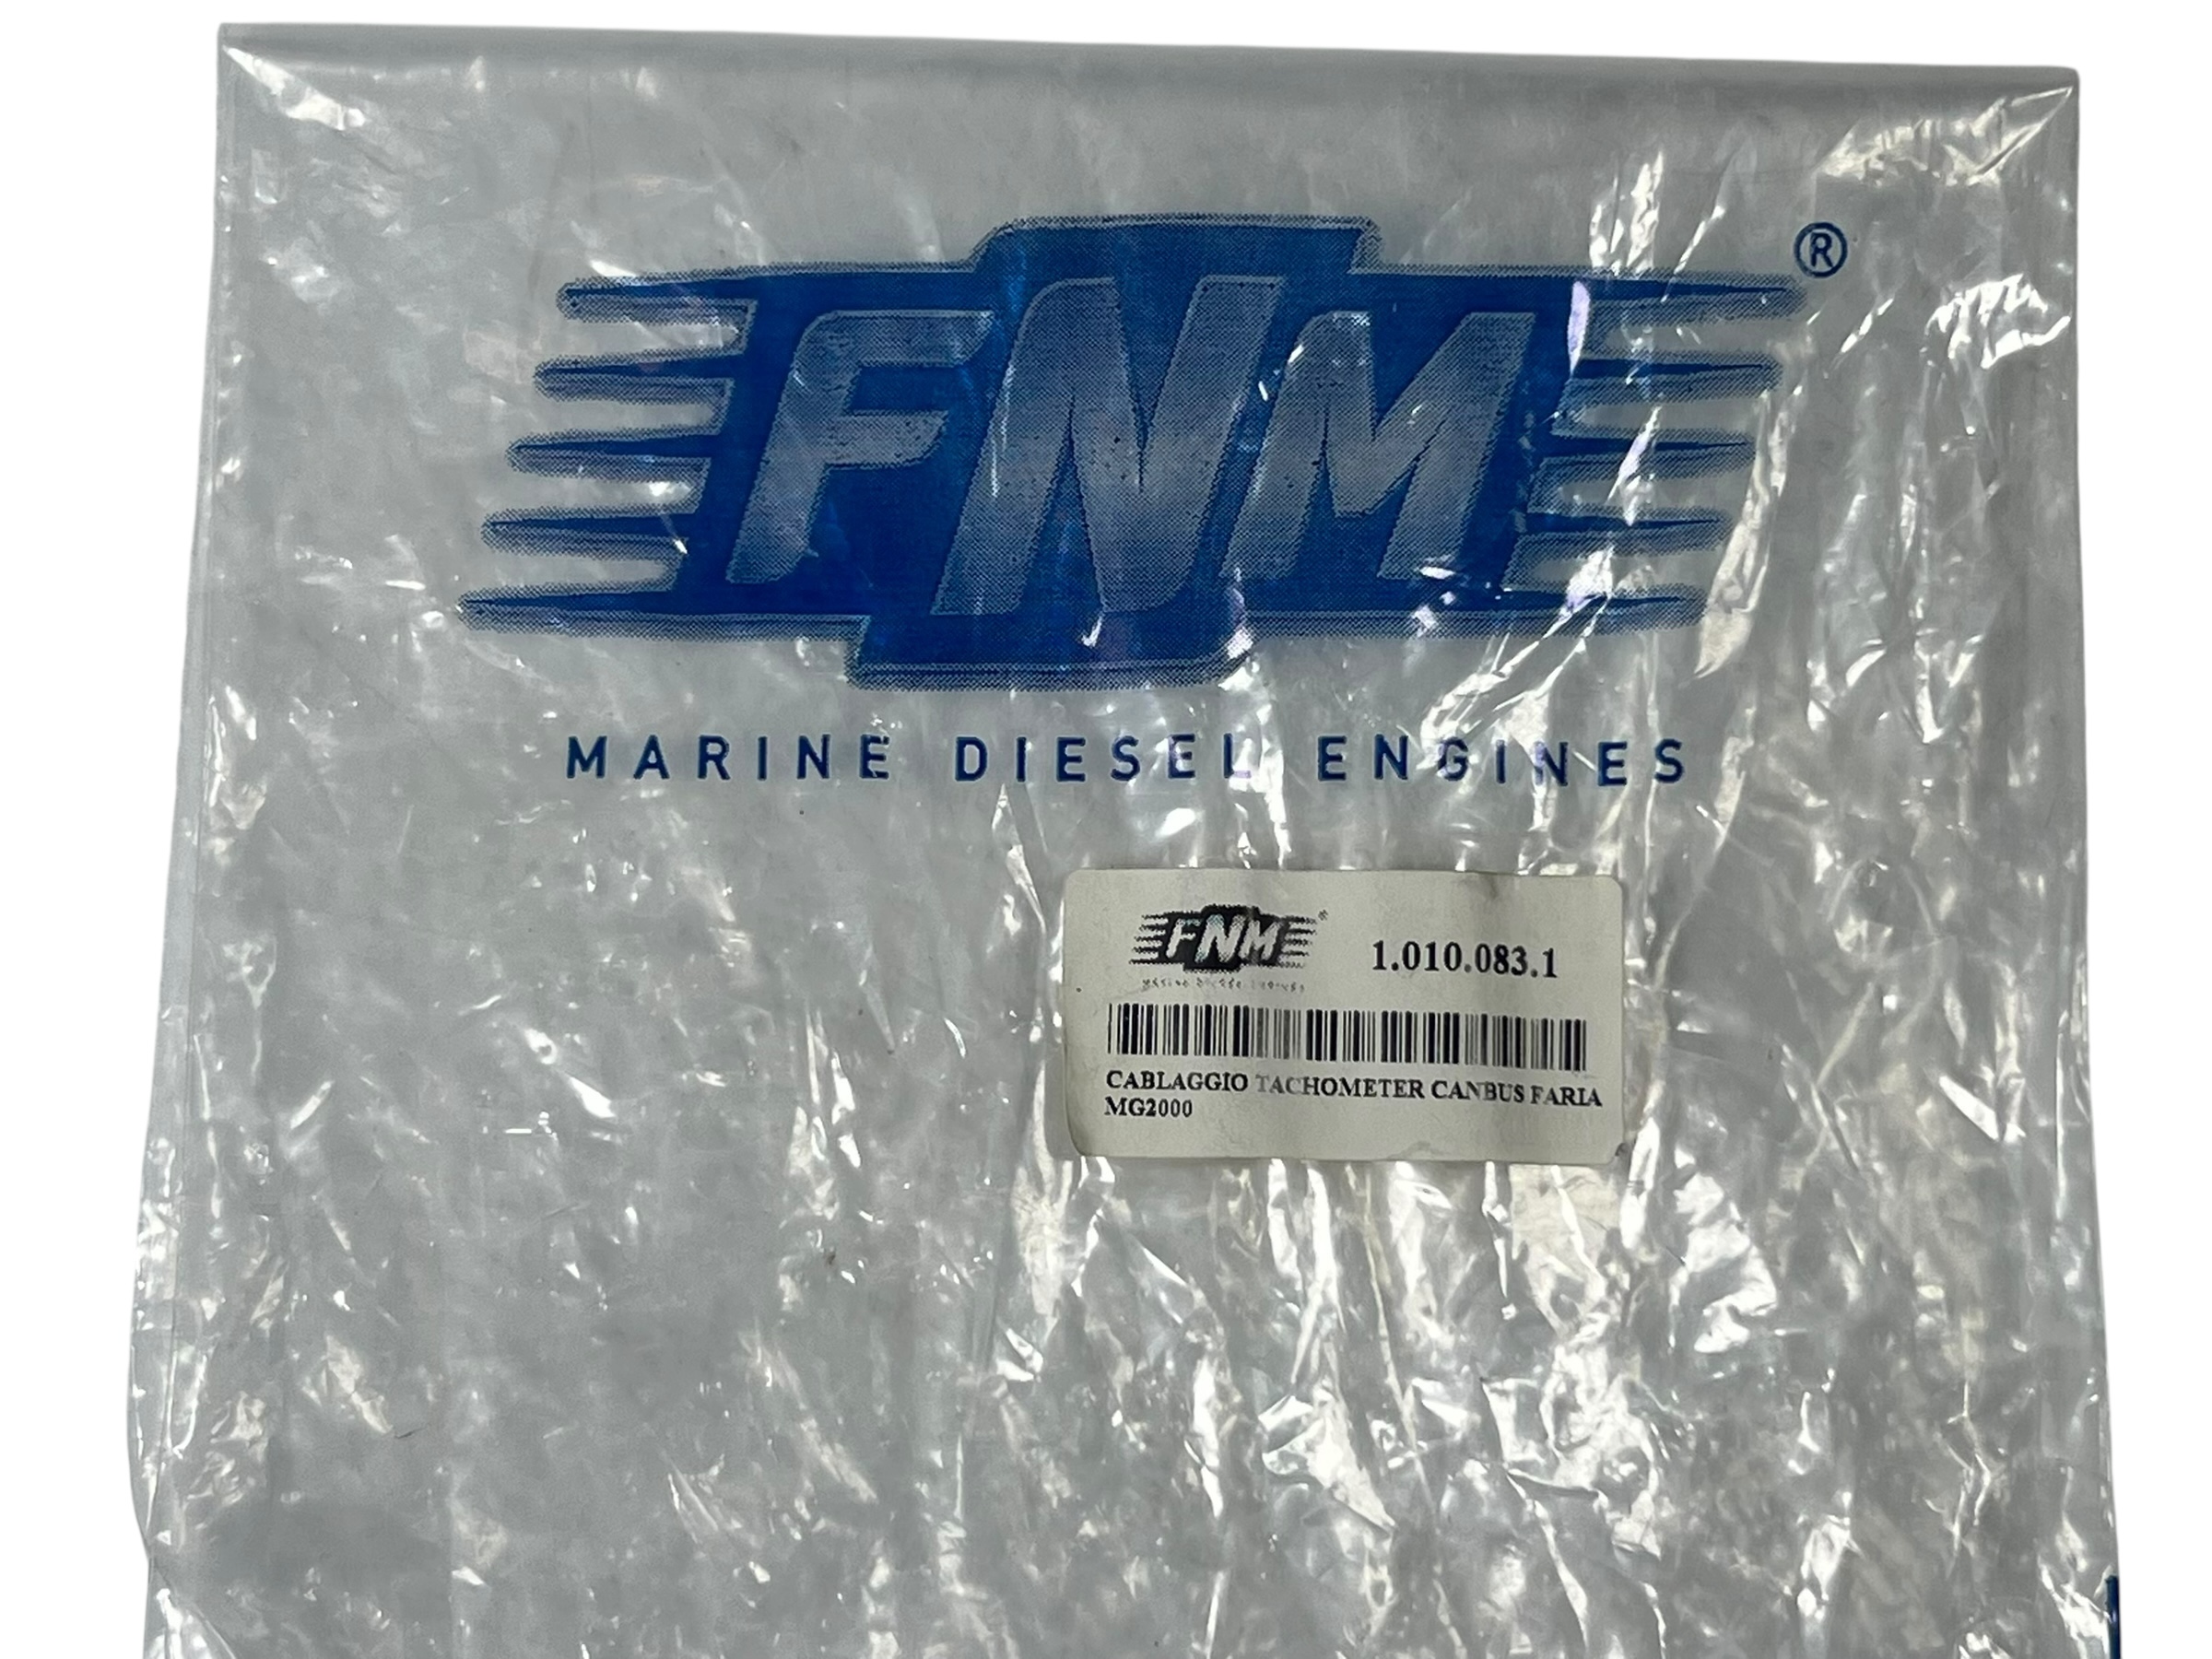 FNM®
MARINE DIESEL ENGINES
FNM® 1.010.083.1
CABLAGGIO TACHOMETER CANBUS FARIA
MG2000